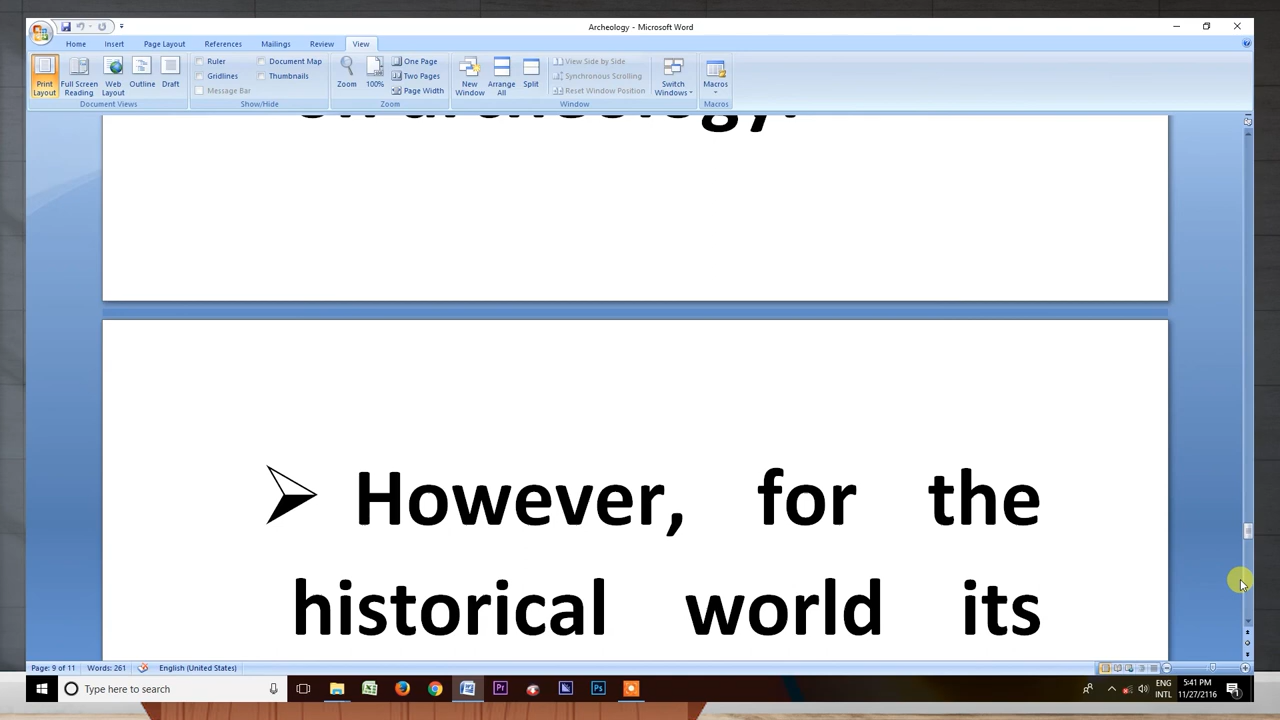 Archeology - Microsoft Word
Home Insert Page Layout References Mailings Review View
Print Layout
Full Screen Reading
Web Layout
Outline
Draft
Document Views
Ruler
Gridlines
Message Bar
Document Map
Thumbnails
Show/Hide
Zoom
100%
One Page
Two Pages
Page Width
Zoom
New Window
Arrange All
Split
View Side by Side
Synchronous Scrolling
Reset Window Position
Window
Switch Windows
Macros
Macros
on archeology.
However, for the
historical world its
Page: 9 of 11 Words: 261 English (United States)
Type here to search
ENG
INTL
5:41 PM
11/27/2116
1